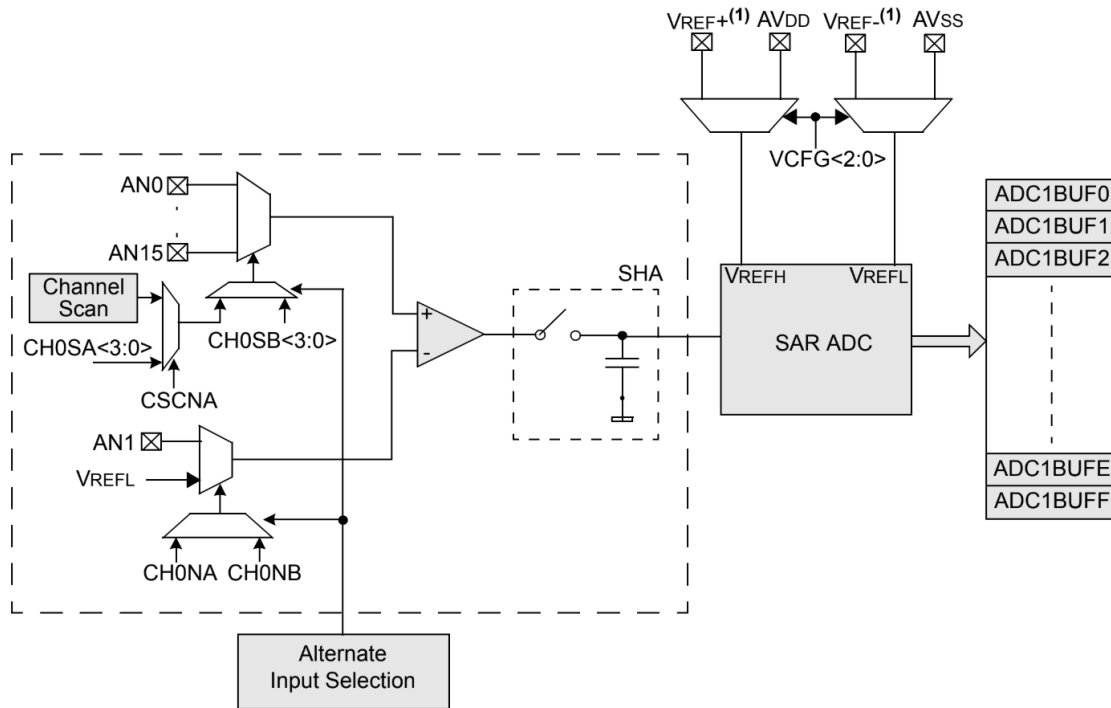 VREF+(1) AVDD VREF-(1) AVSS
VCFG<2:0>
AN0
AN15
Channel
Scan
CH0SA<3:0>
CH0SB<3:0>
CSCNA
AN1
VREFL
CH0NA
CH0NB
+
-
SHA
VREFH
VREFL
SAR ADC
ADC1BUF0
ADC1BUF1
ADC1BUF2
ADC1BUFE
ADC1BUFF
Alternate
Input Selection